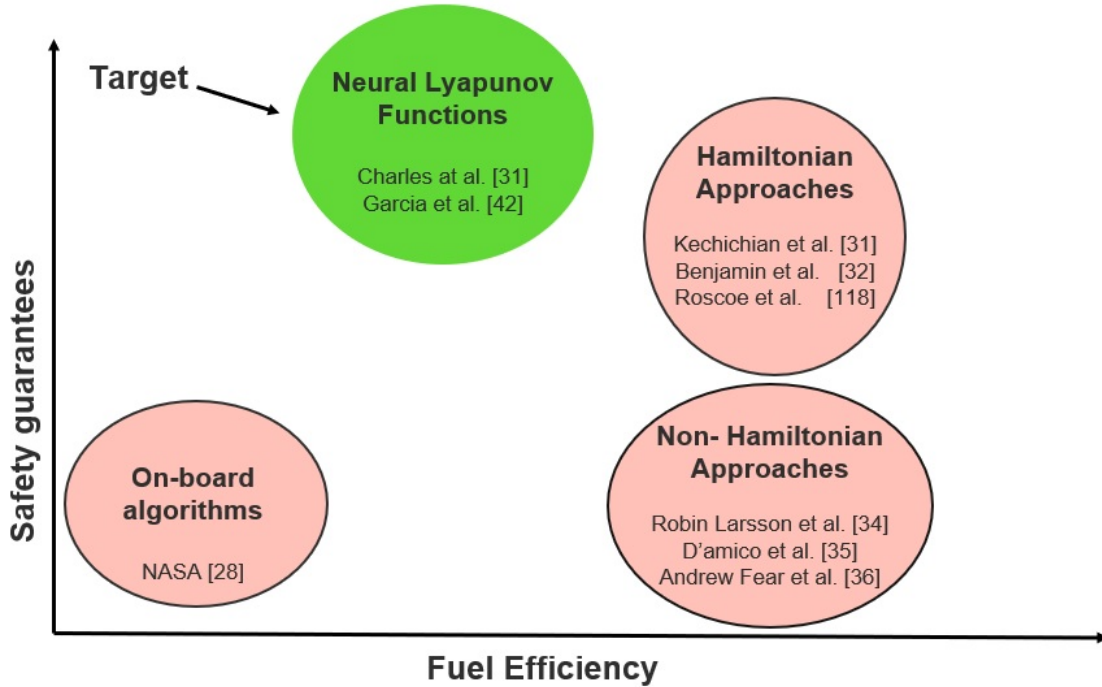 Target
Neural Lyapunov
Functions
Charles at al. [31]
Garcia et al. [42]
Hamiltonian
Approaches
Kechichian et al. [31]
Benjamin et al. [32]
Roscoe et al. [118]
Safety guarantees
On-board
algorithms
NASA [28]
Non- Hamiltonian
Approaches
Robin Larsson et al. [34]
D'amico et al. [35]
Andrew Fear et al. [36]
Fuel Efficiency